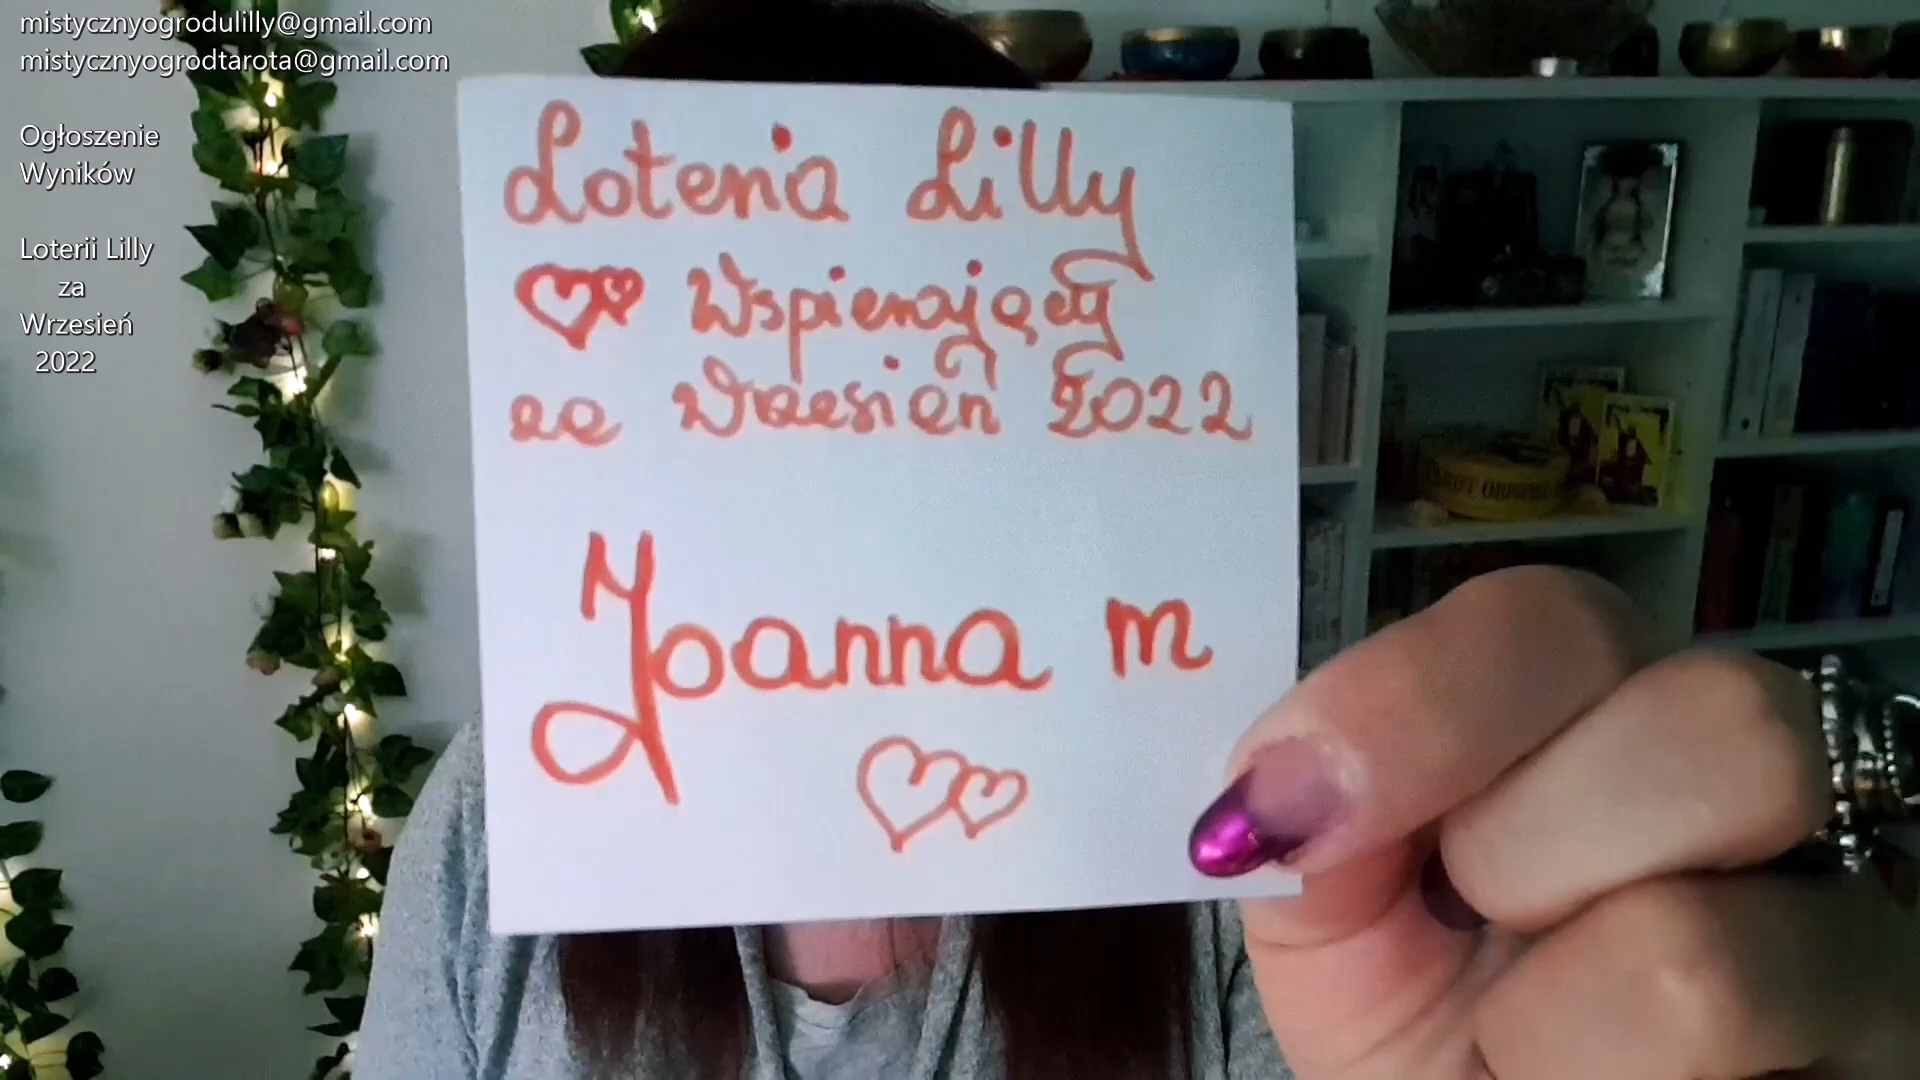 mistycznyogrodulilly@gmail.com
mistycznyogrodtarota@gmail.com
Ogłoszenie
Wyników
Loterii Lilly
za
Wrzesień
2022
Loteria Lilly
Wspierający
za Wrzesień 2022
Joanna m